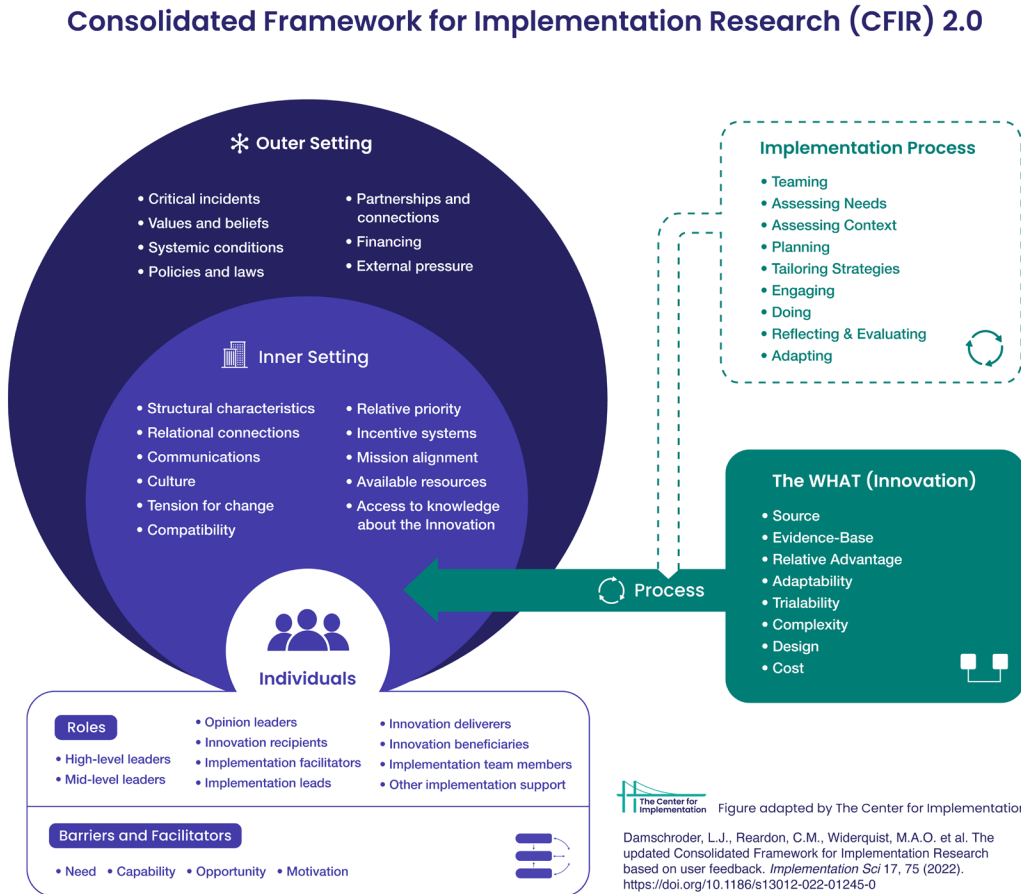 Consolidated Framework for Implementation Research (CFIR) 2.0
Outer Setting
• Critical incidents
• Values and beliefs
• Systemic conditions
• Policies and laws
• Partnerships and
connections
• Financing
• External pressure
Inner Setting
• Structural characteristics
• Relational connections
• Communications
• Culture
• Tension for change
• Compatibility
• Relative priority
• Incentive systems
• Mission alignment
• Available resources
• Access to knowledge
about the Innovation
Individuals
Roles
• High-level leaders
• Mid-level leaders
• Opinion leaders
• Innovation recipients
• Implementation facilitators
• Implementation leads
• Innovation deliverers
• Innovation beneficiaries
• Implementation team members
• Other implementation support
Barriers and Facilitators
• Need • Capability • Opportunity • Motivation
Implementation Process
• Teaming
• Assessing Needs
• Assessing Context
• Planning
• Tailoring Strategies
• Engaging
• Doing
• Reflecting & Evaluating
• Adapting
Process
The WHAT (Innovation)
• Source
• Evidence-Base
• Relative Advantage
• Adaptability
• Trialability
• Complexity
• Design
• Cost
The Center for
Implementation
Figure adapted by The Center for Implementation
Damschroder, L.J., Reardon, C.M., Widerquist, M.A.O. et al. The
updated Consolidated Framework for Implementation Research
based on user feedback. Implementation Sci 17, 75 (2022).
https://doi.org/10.1186/s13012-022-01245-0